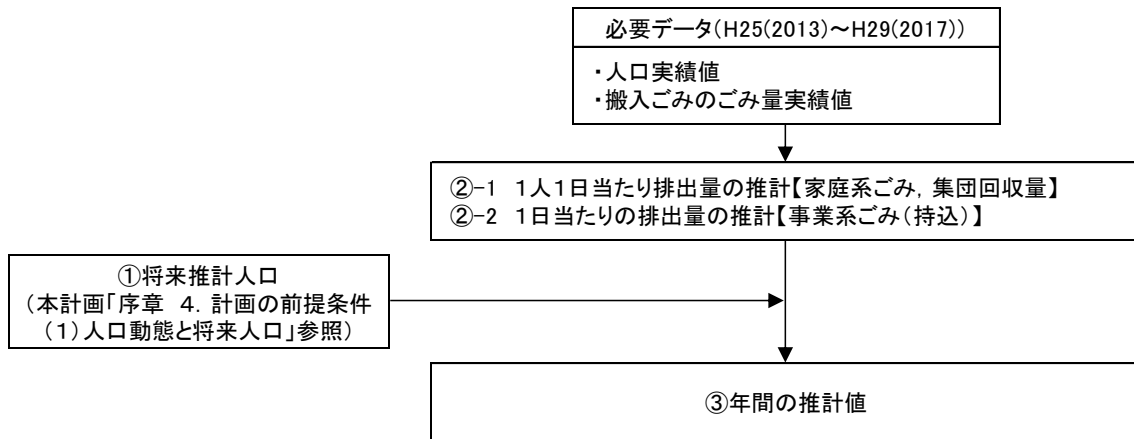 必要データ(H25(2013)～H29(2017))
・人口実績値
・搬入ごみのごみ量実績値
②-1　1人1日当たり排出量の推計【家庭系ごみ, 集団回収量】
②-2　1日当たりの排出量の推計【事業系ごみ(持込)】
①将来推計人口
(本計画「序章　4. 計画の前提条件
(1)人口動態と将来人口」参照)
③年間の推計値